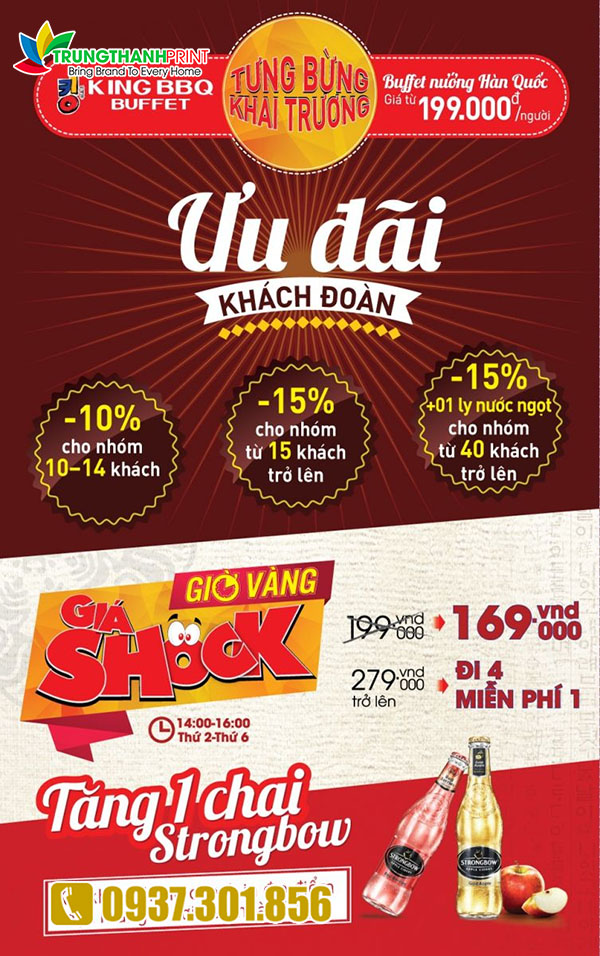 TRUNGTHANHPRINT
Bring Brand To Every Home
KING BBQ
BUFFET
TƯNG BỪNG
KHAI TRƯƠNG
Buffet nướng Hàn Quốc
Giá từ 199.000đ/người
Ưu đãi
KHÁCH ĐOÀN
-10%
cho nhóm
10-14 khách
-15%
cho nhóm
từ 15 khách
trở lên
-15%
+01 ly nước ngọt
cho nhóm
từ 40 khách
trở lên
GIỜ VÀNG
GIÁ
SHOCK
14:00-16:00
Thứ 2-Thứ 6
199.000 vnd
169.000 vnd
279.000 vnd
trở lên
ĐI 4
MIỄN PHÍ 1
Tặng 1 chai
Strongbow
STRONGBOW
STRONGBOW
0937.301.856